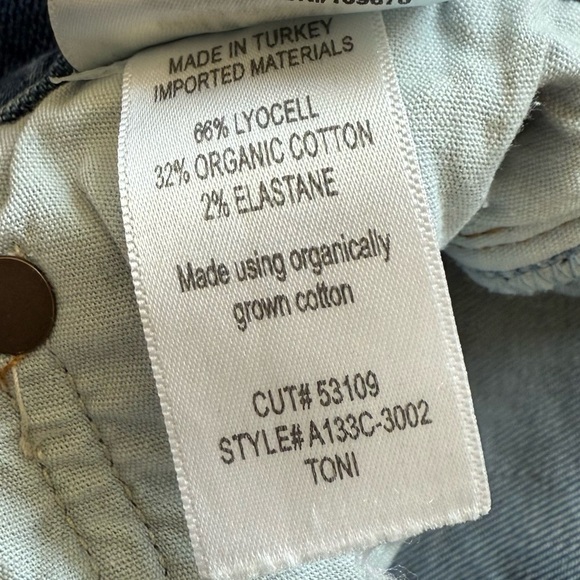 MADE IN TURKEY
IMPORTED MATERIALS
66% LYOCELL
32% ORGANIC COTTON
2% ELASTANE
Made using organically
grown cotton
CUT# 53109
STYLE# A133C-3002
TONI